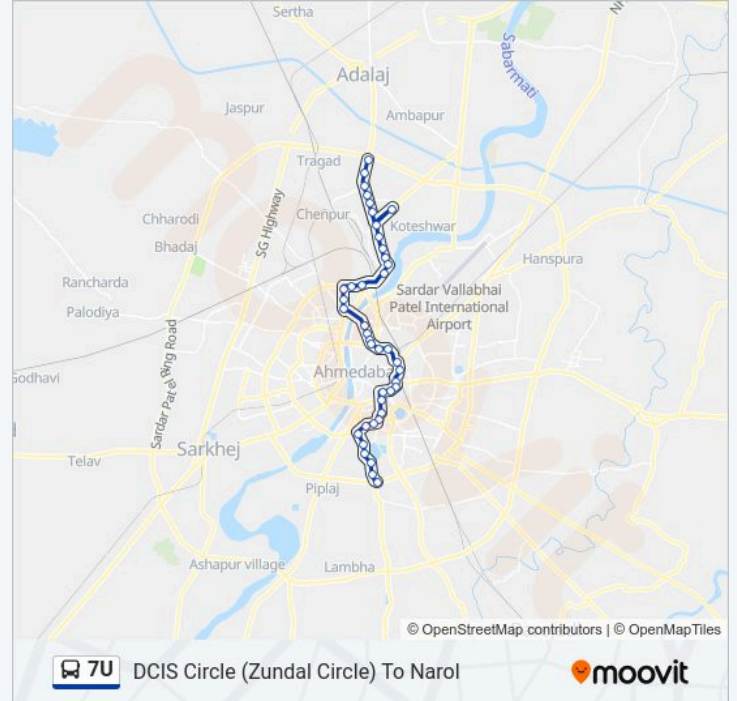 Sertha
Adalaj
Sabarmati
Jaspur
Ambapur
Tragad
SG Highway
Chenpur
Chharodi
Koteshwar
Bhadaj
Hanspura
Rancharda
Sardar Vallabhai
Patel International
Airport
Palodiya
Sardar Patel Ring Road
Godhavi
Ahmedaba
Sarkhej
Telav
Piplaj
Ashapur village
Lambha
© OpenStreetMap contributors | © OpenMapTiles
7U DCIS Circle (Zundal Circle) To Narol
moovit